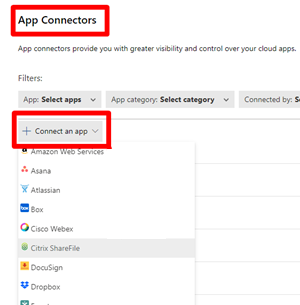 App Connectors
App connectors provide you with greater visibility and control over your cloud apps.
Filters:
App: Select apps
App category: Select category
Connected by:
+ Connect an app
Amazon Web Services
Asana
Atlassian
Box
Cisco Webex
Citrix ShareFile
DocuSign
Dropbox